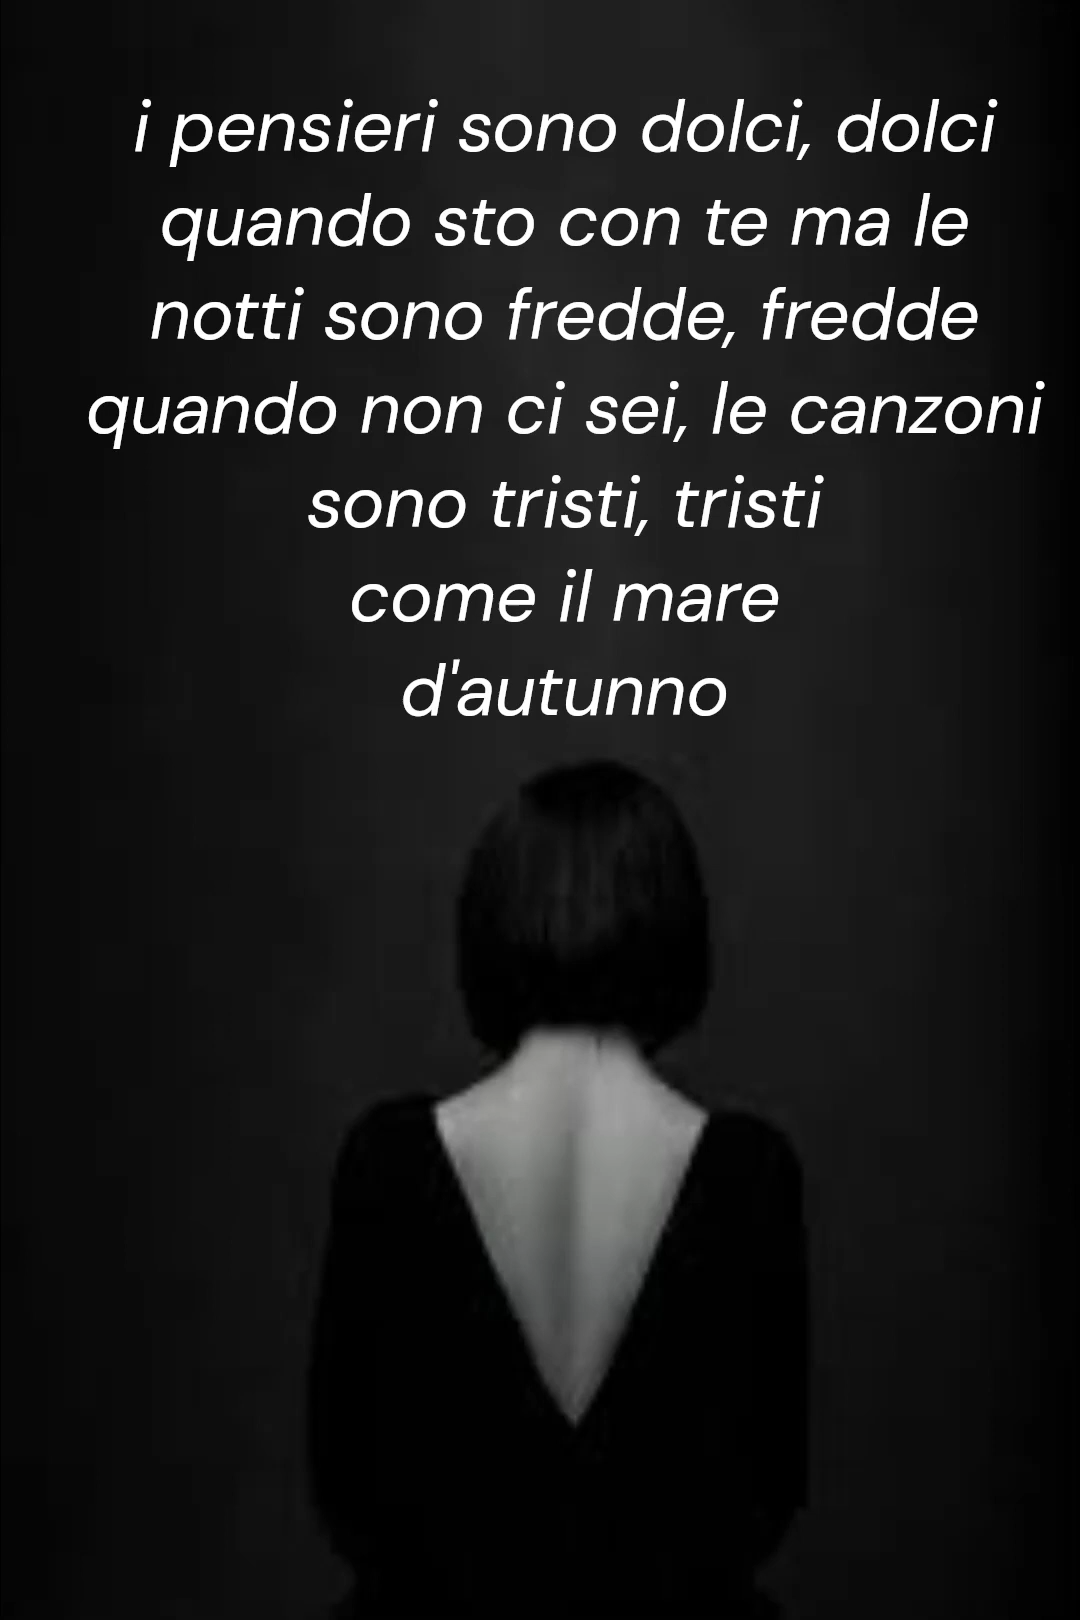 i pensieri sono dolci, dolci
quando sto con te ma le
notti sono fredde, fredde
quando non ci sei, le canzoni
sono tristi, tristi
come il mare
d'autunno